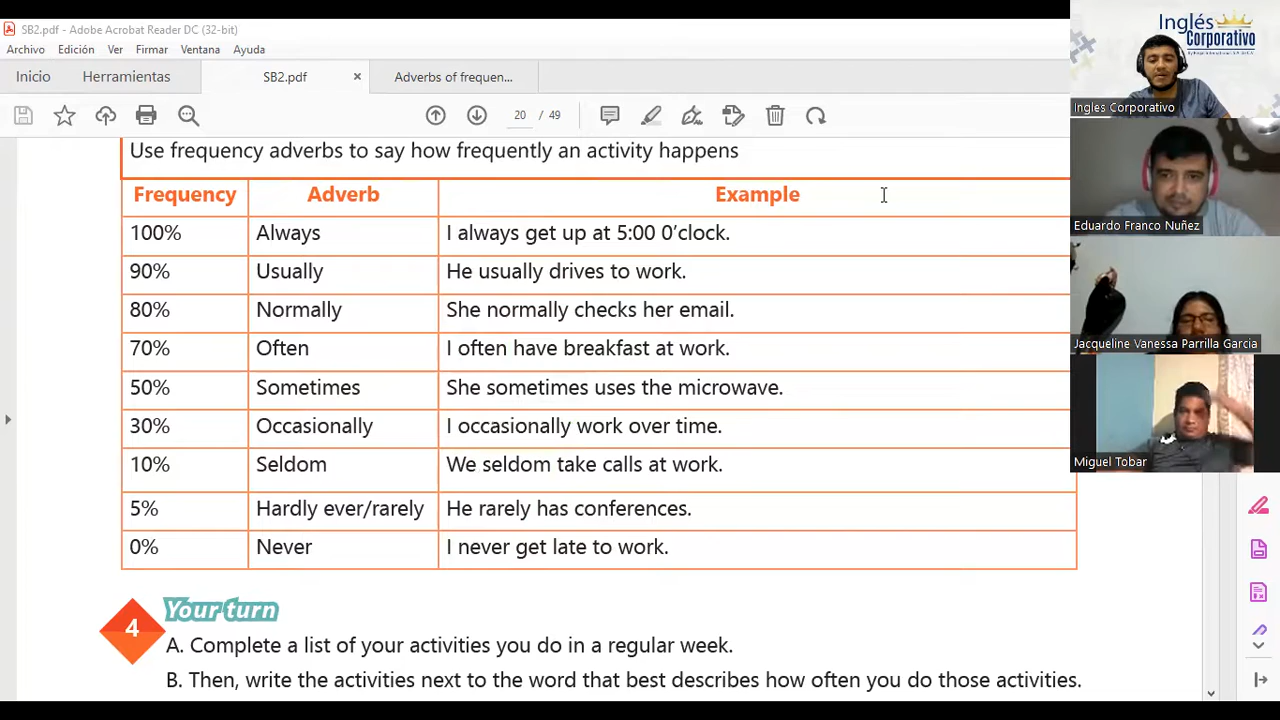 SB2.pdf - Adobe Acrobat Reader DC (32-bit)
Archivo Edición Ver Firmar Ventana Ayuda
Inicio Herramientas SB2.pdf × Adverbs of frequen...
20 / 49
Use frequency adverbs to say how frequently an activity happens
Frequency Adverb Example
100% Always I always get up at 5:00 0’clock.
90% Usually He usually drives to work.
80% Normally She normally checks her email.
70% Often I often have breakfast at work.
50% Sometimes She sometimes uses the microwave.
30% Occasionally I occasionally work over time.
10% Seldom We seldom take calls at work.
5% Hardly ever/rarely He rarely has conferences.
0% Never I never get late to work.
4 Your turn
A. Complete a list of your activities you do in a regular week.
B. Then, write the activities next to the word that best describes how often you do those activities.
Inglés
Corporativo
Ingles Corporativo
Eduardo Franco Nuñez
Jacqueline Vanessa Parrilla Garcia
Miguel Tobar